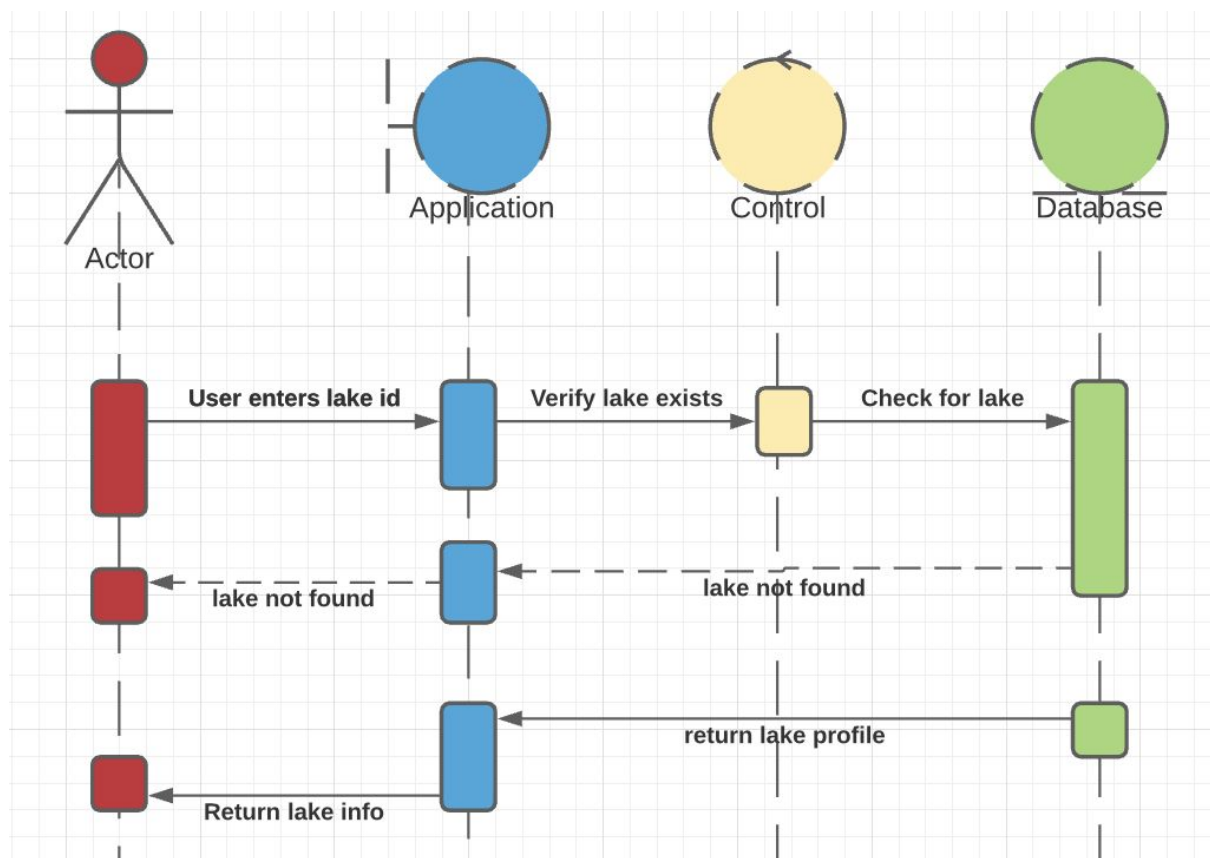 Application
Control
Database
Actor
User enters lake id
Verify lake exists
Check for lake
lake not found
lake not found
return lake profile
Return lake info